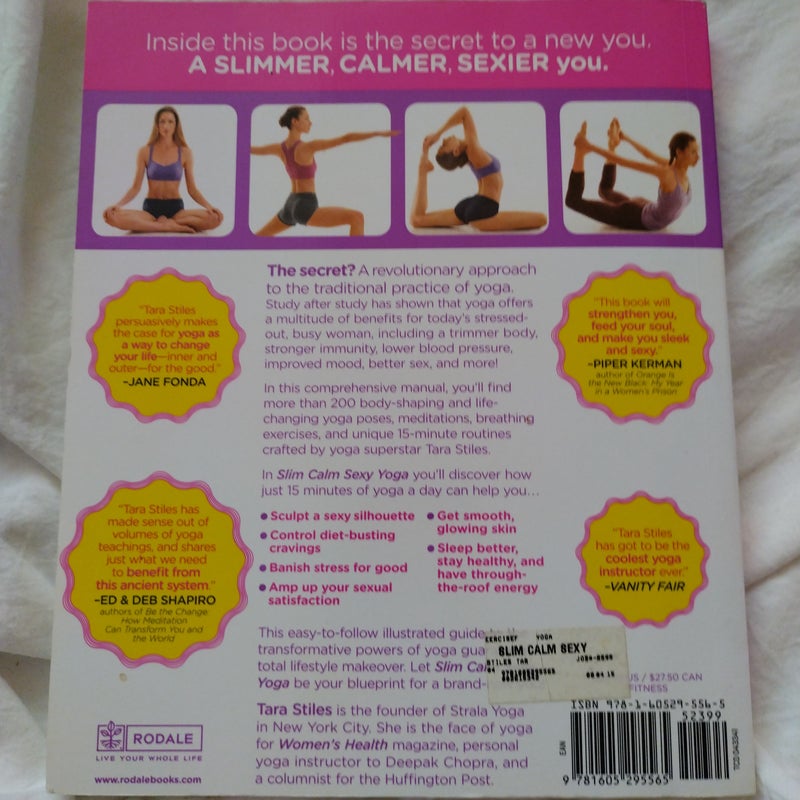 Inside this book is the secret to a new you.
A SLIMMER, CALMER, SEXIER you.
"Tara Stiles
persuasively makes
the case for yoga as
a way to change
your life—inner and
outer—for the good."
–JANE FONDA
The secret? A revolutionary approach
to the traditional practice of yoga.
Study after study has shown that yoga offers
a multitude of benefits for today's stressed-
out, busy woman, including a trimmer body,
stronger immunity, lower blood pressure,
improved mood, better sex, and more!
In this comprehensive manual, you'll find
more than 200 body-shaping and life-
changing yoga poses, meditations, breathing
exercises, and unique 15-minute routines
crafted by yoga superstar Tara Stiles.
In Slim Calm Sexy Yoga you'll discover how
just 15 minutes of yoga a day can help you...
• Sculpt a sexy silhouette
• Control diet-busting
cravings
• Banish stress for good
• Amp up your sexual
satisfaction
• Get smooth,
glowing skin
• Sleep better,
stay healthy, and
have through-
the-roof energy
"This book will
strengthen you,
feed your soul,
and make you sleek
and sexy."
–PIPER KERMAN
author of Orange is
the New Black: My Year
in a Women's Prison
"Tara Stiles has
made sense out of
volumes of yoga
teachings, and shares
just what we need
to benefit from
this ancient system."
–ED & DEB SHAPIRO
authors of Be the Change
How Meditation
Can Transform You and
the World
"Tara Stiles
has got to be the
coolest yoga
instructor ever."
–VANITY FAIR
This easy-to-follow illustrated guide
transformative powers of yoga
total lifestyle makeover. Let Slim
Yoga be your blueprint for a brand-
EXERCISEF YOGA
SLIM CALM SEXY
STILES TAR
Tara Stiles is the founder of Strala Yoga
in New York City. She is the face of yoga
for Women's Health magazine, personal
yoga instructor to Deepak Chopra, and
a columnist for the Huffington Post.
RODALE
LIVE YOUR WHOLE LIFE
www.rodalebooks.com
US / $27.50 CAN
FITNESS
ISBN 978-1-60529-556-5
52399
EAN
9 781605 295565